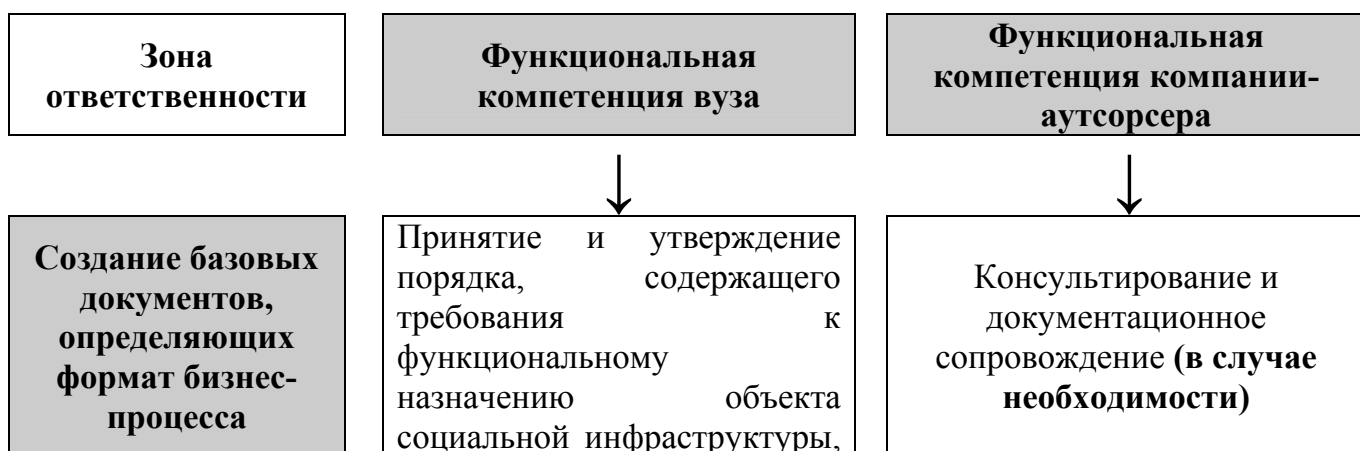 Зона
ответственности
Функциональная
компетенция вуза
Функциональная
компетенция компании-
аутсорсера
Создание базовых
документов,
определяющих
формат бизнес-
процесса
Принятие и утверждение
порядка, содержащего
требования к
функциональному
назначению объекта
социальной инфраструктуры,
Консультирование и
документационное
сопровождение (в случае
необходимости)